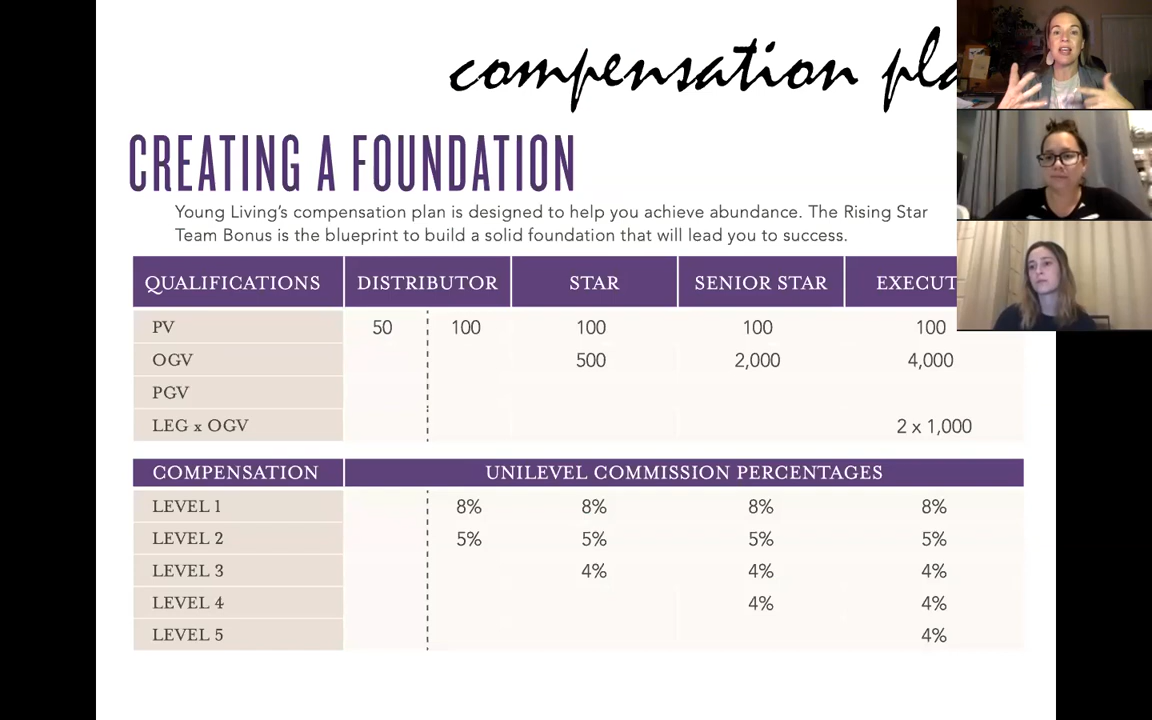 compensation pla
CREATING A FOUNDATION
Young Living's compensation plan is designed to help you achieve abundance. The Rising Star
Team Bonus is the blueprint to build a solid foundation that will lead you to success.
QUALIFICATIONS DISTRIBUTOR STAR SENIOR STAR EXECUT
PV 50 100 100 100 100
OGV 500 2,000 4,000
PGV
LEG x OGV 2 x 1,000
COMPENSATION UNILEVEL COMMISSION PERCENTAGES
LEVEL 1 8% 8% 8% 8%
LEVEL 2 5% 5% 5% 5%
LEVEL 3 4% 4% 4%
LEVEL 4 4% 4%
LEVEL 5 4%